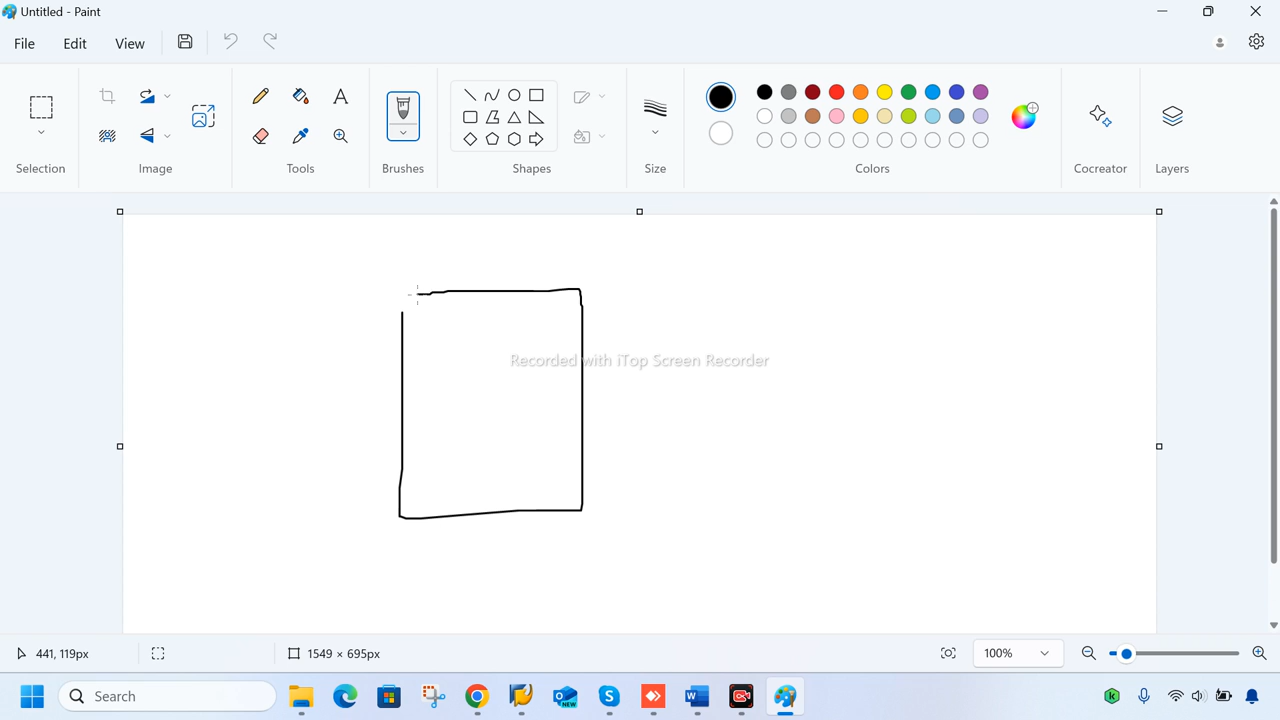 Untitled - Paint
File Edit View
Selection Image Tools Brushes Shapes Size Colors Cocreator Layers
Recorded with iTop Screen Recorder
441, 119px 1549 × 695px 100%
Search